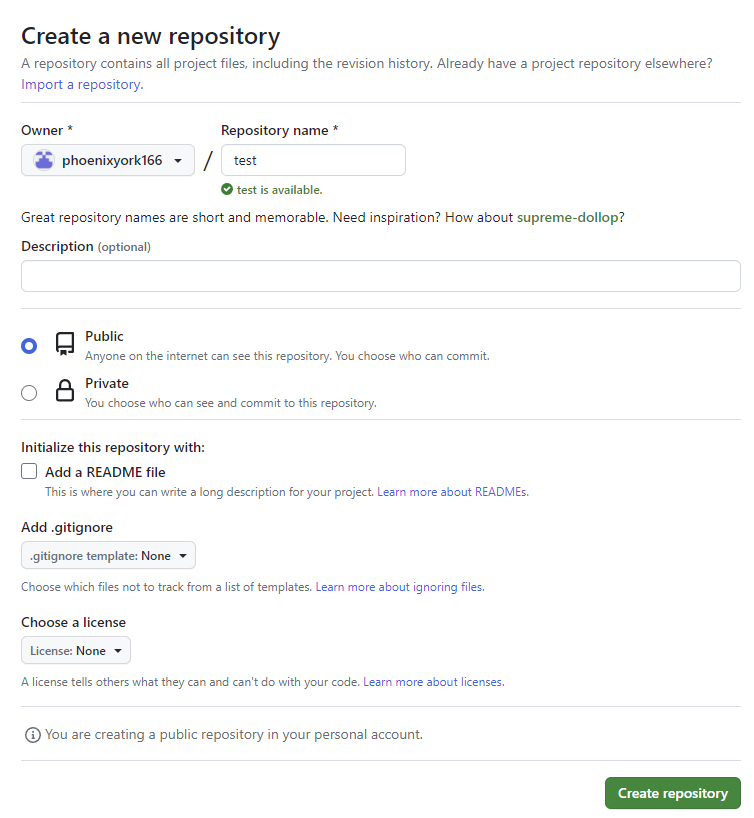 Create a new repository
A repository contains all project files, including the revision history. Already have a project repository elsewhere?
Import a repository.
Owner *
Repository name *
phoenixyork166
/
test
test is available.
Great repository names are short and memorable. Need inspiration? How about supreme-dollop?
Description (optional)
Public
Anyone on the internet can see this repository. You choose who can commit.
Private
You choose who can see and commit to this repository.
Initialize this repository with:
Add a README file
This is where you can write a long description for your project. Learn more about READMEs.
Add .gitignore
.gitignore template: None
Choose which files not to track from a list of templates. Learn more about ignoring files.
Choose a license
License: None
A license tells others what they can and can't do with your code. Learn more about licenses.
You are creating a public repository in your personal account.
Create repository